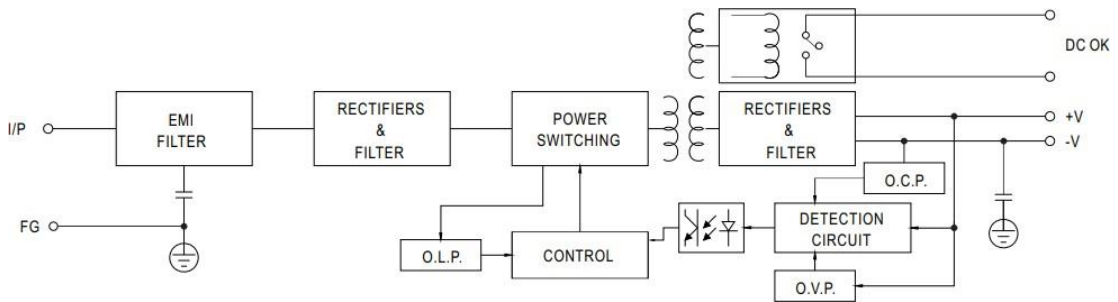 DC OK
I/P
EMI
FILTER
RECTIFIERS
&
FILTER
POWER
SWITCHING
RECTIFIERS
&
FILTER
+V
-V
O.C.P.
FG
O.L.P.
CONTROL
DETECTION
CIRCUIT
O.V.P.